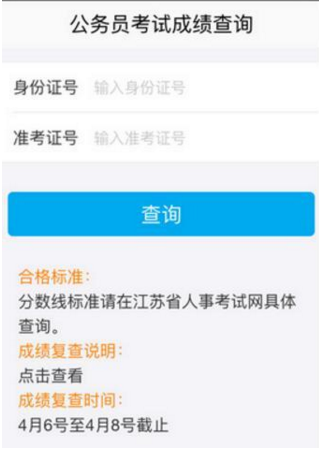 公务员考试成绩查询
身份证号 输入身份证号
准考证号 输入准考证号
查询
合格标准：
分数线标准请在江苏省人事考试网具体
查询。
成绩复查说明：
点击查看
成绩复查时间：
4月6号至4月8号截止